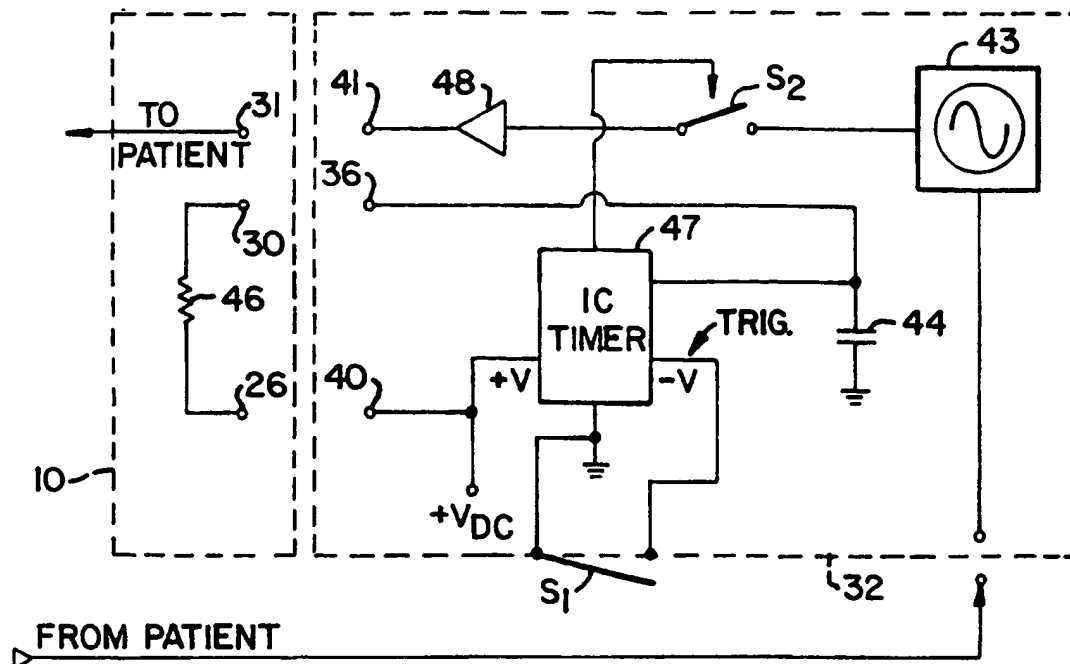 43
41
48
S2
31
TO
PATIENT
36
30
47
46
IC
TIMER
TRIG.
44
+V
-V
26
40
10
+VDC
S1
32
FROM PATIENT